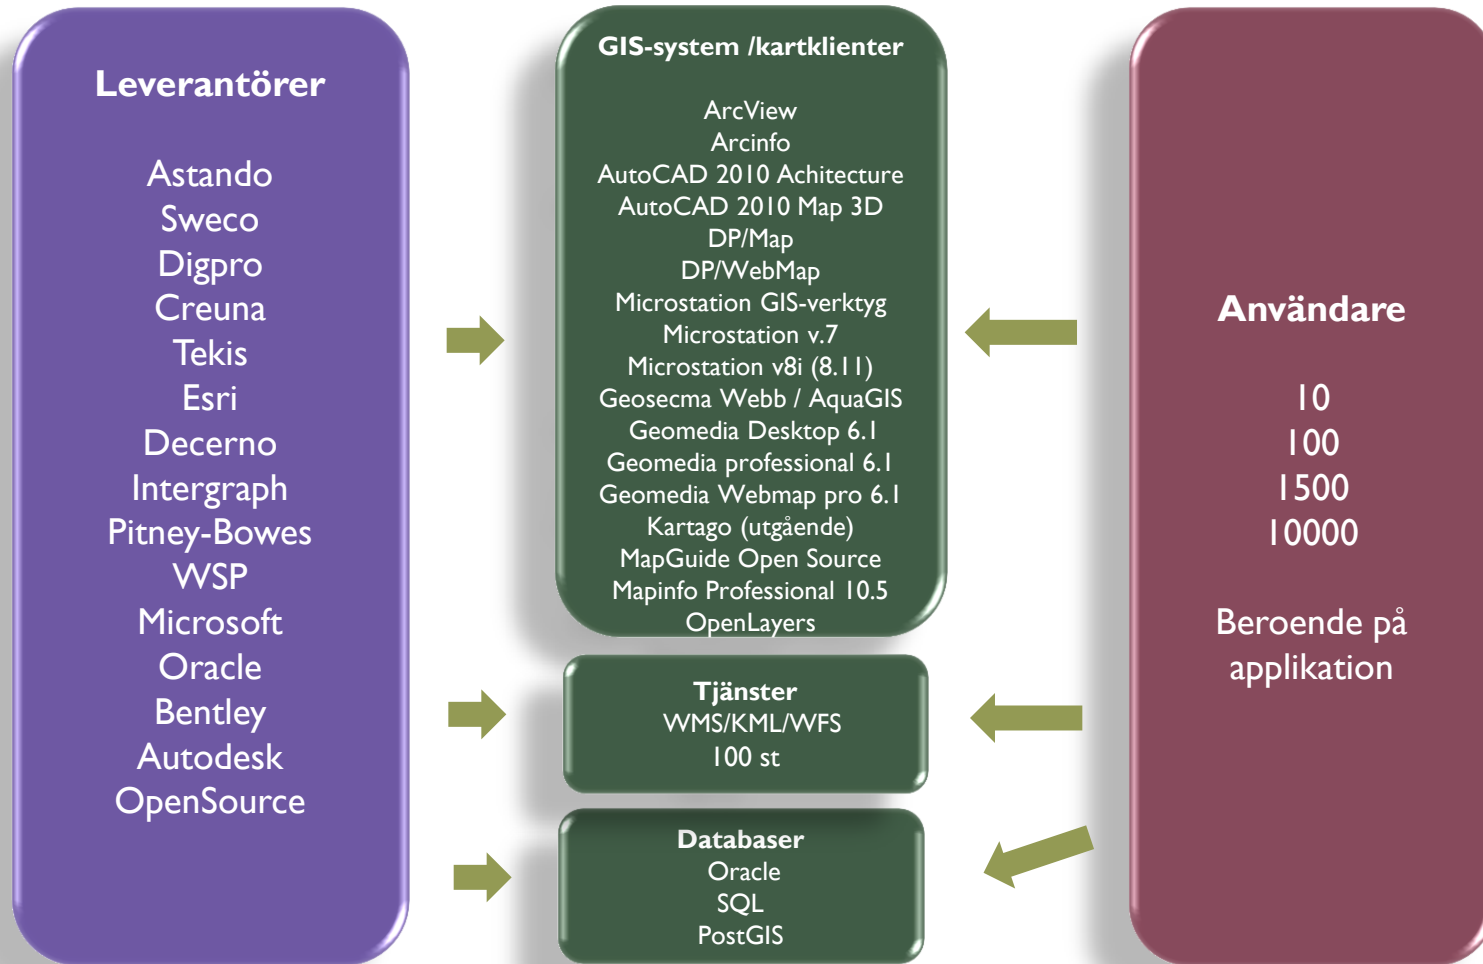 Leverantörer
Astando
Sweco
Digpro
Creuna
Tekis
Esri
Decerno
Intergraph
Pitney-Bowes
WSP
Microsoft
Oracle
Bentley
Autodesk
OpenSource
GIS-system /kartklienter
ArcView
Arcinfo
AutoCAD 2010 Achitecture
AutoCAD 2010 Map 3D
DP/Map
DP/WebMap
Microstation GIS-verktyg
Microstation v.7
Microstation v8i (8.11)
Geosecma Webb / AquaGIS
Geomedia Desktop 6.1
Geomedia professional 6.1
Geomedia Webmap pro 6.1
Kartago (utgående)
MapGuide Open Source
Mapinfo Professional 10.5
OpenLayers
Tjänster
WMS/KML/WFS
100 st
Databaser
Oracle
SQL
PostGIS
Användare
10
100
1500
10000
Beroende på
applikation